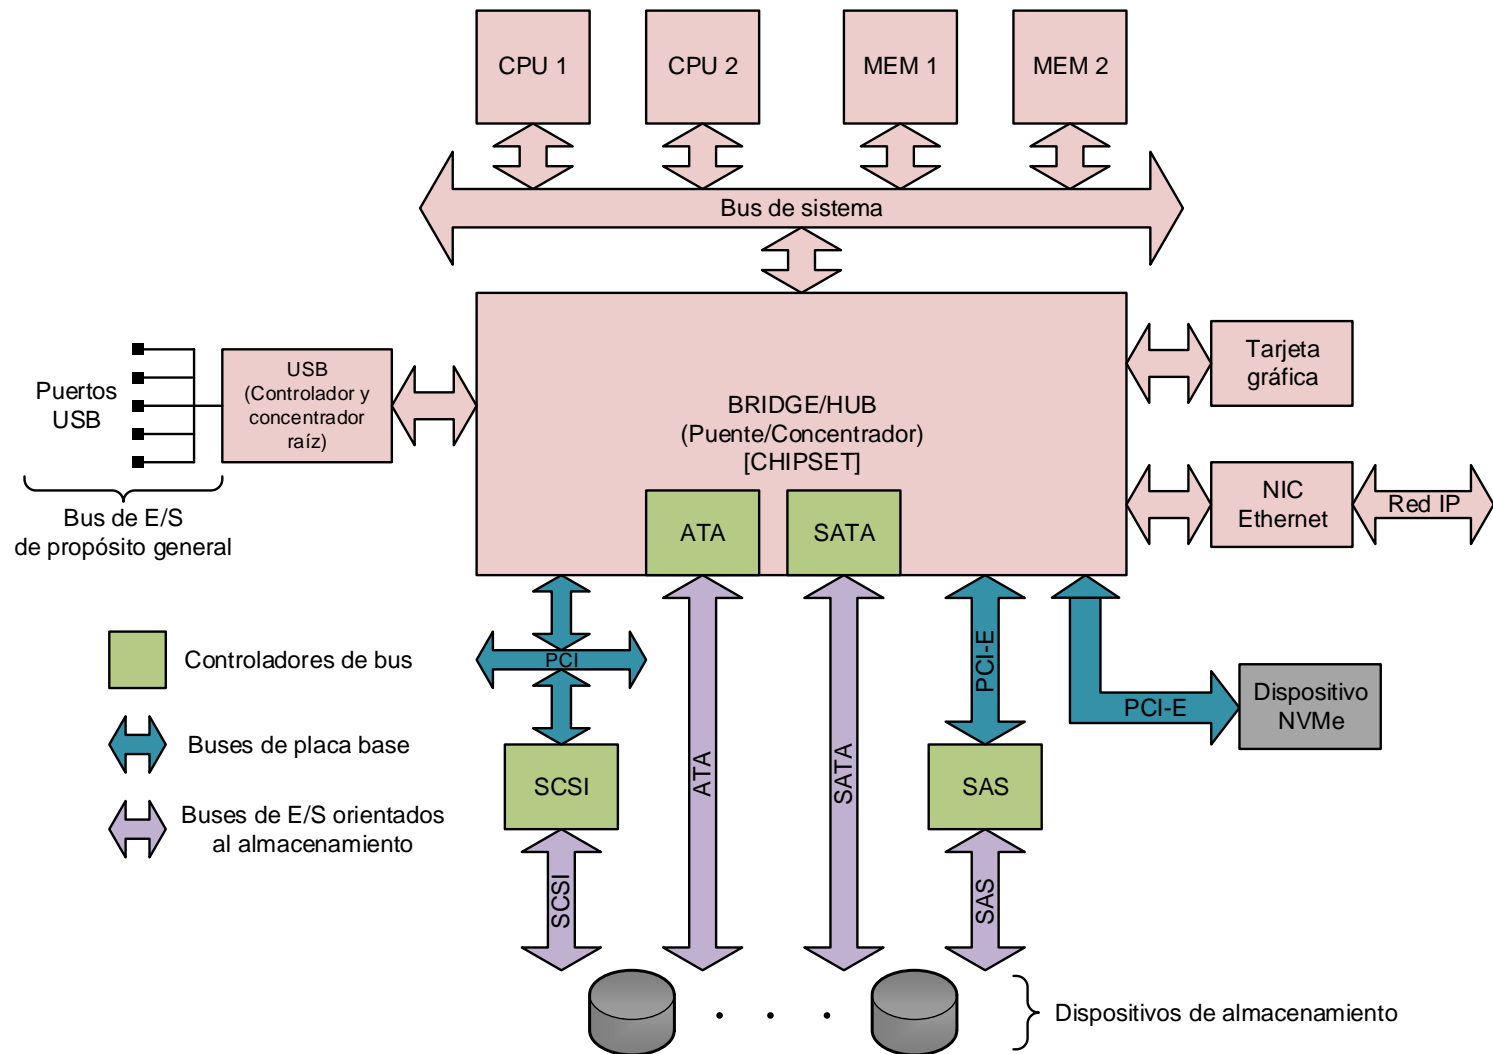 CPU 1
CPU 2
MEM 1
MEM 2
Bus de sistema
Puertos
USB
USB
(Controlador y
concentrador
raíz)
BRIDGE/HUB
(Puente/Concentrador)
[CHIPSET]
Tarjeta
gráfica
NIC
Ethernet
Red IP
Bus de E/S
de propósito general
ATA
SATA
Controladores de bus
Buses de placa base
Buses de E/S orientados
al almacenamiento
PCI
PCI-E
PCI-E
Dispositivo
NVMe
SCSI
ATA
SATA
SAS
SCSI
SAS
. . .
Dispositivos de almacenamiento